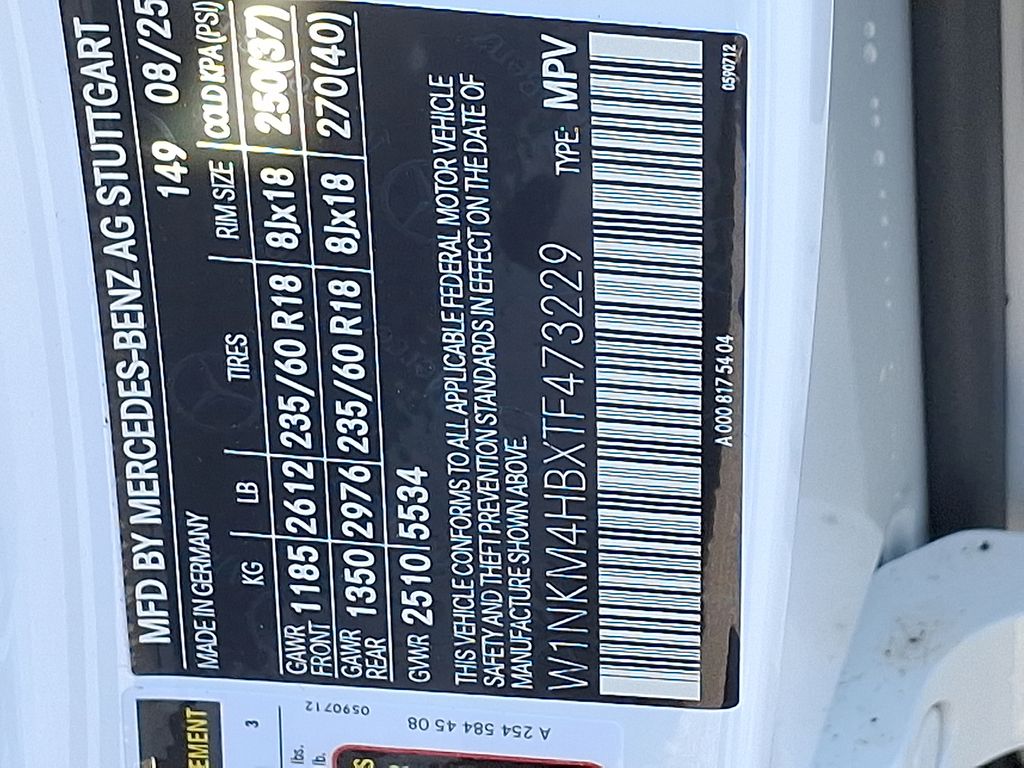 MFD BY MERCEDES-BENZ AG STUTTGART
MADE IN GERMANY 149 08/25
KG LB TIRES RIM SIZE COLD KPA(PSI)
GAWR FRONT 1185 2612 235/60 R18 8Jx18 250(37)
GAWR REAR 1350 2976 235/60 R18 8Jx18 270(40)
GVWR 2510 5534
THIS VEHICLE CONFORMS TO ALL APPLICABLE FEDERAL MOTOR VEHICLE
SAFETY AND THEFT PREVENTION STANDARDS IN EFFECT ON THE DATE OF
MANUFACTURE SHOWN ABOVE.
W1NKM4HBXTF473229 TYPE: MPV
A 000 817 54 04 0590712
EMENT
3
lbs.
lb.
0590712
A 254 584 45 08